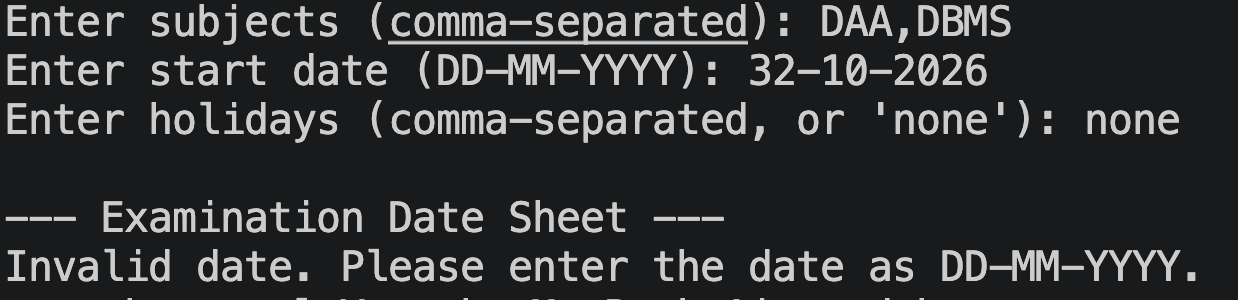 Enter subjects (comma-separated): DAA,DBMS
Enter start date (DD-MM-YYYY): 32-10-2026
Enter holidays (comma-separated, or 'none'): none
--- Examination Date Sheet ---
Invalid date. Please enter the date as DD-MM-YYYY.